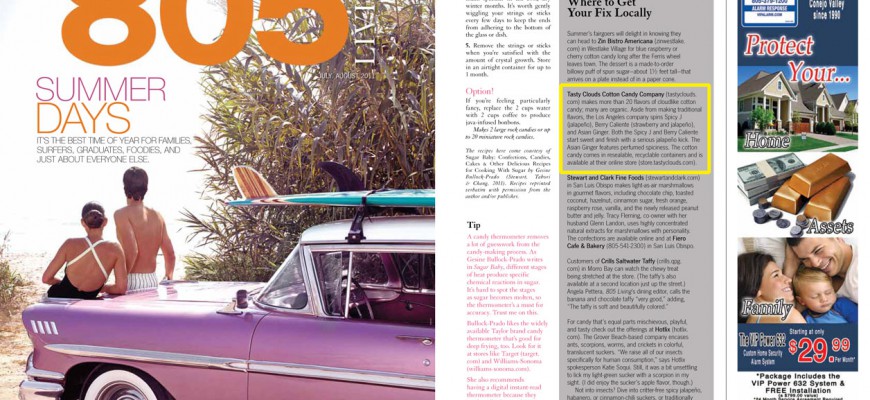 805
LIVING
JULY AUGUST 2011
SUMMER
DAYS
IT'S THE BEST TIME OF YEAR FOR FAMILIES,
SURFERS, GRADUATES, FOODIES, AND
JUST ABOUT EVERYONE ELSE.
winter months. It's worth gently
wiggling your strings or sticks
every few days to keep the ends
from adhering to the bottom of
the glass or dish.
5. Remove the strings or sticks
when you're satisfied with the
amount of crystal growth. Store
in an airtight container for up to
1 month.
Option!
If you're feeling particularly
fancy, replace the 2 cups water
with 2 cups coffee to produce
java-infused bonbons.
Makes 2 large rock candies or up
to 20 miniature rock candies.
The recipes here come courtesy of
Sugar Baby: Confections, Candies,
Cakes & Other Delicious Recipes
for Cooking With Sugar by Gesine
Bullock-Prado (Stewart, Tabori
& Chang, 2011). Recipes reprinted
verbatim with permission from the
author and/or publisher.
Tip
A candy thermometer removes
a lot of guesswork from the
candy-making process. As
Gesine Bullock-Prado writes
in Sugar Baby, different stages
of heat produce specific
chemical reactions in sugar.
It's hard to spot the stages
as sugar becomes molten, so
the thermometer's a must for
accuracy. Trust me on this.
Bullock-Prado likes the widely
available Taylor brand candy
thermometer that's good for
deep frying, too. Look for it
at stores like Target (target.
com) and Williams-Sonoma
(williams-sonoma.com).
She also recommends
having a digital instant-read
thermometer because they
Where to Get
Your Fix Locally
Summer's fairgoers will delight in knowing they
can head to Zin Bistro Americana (zinwestlake.
com) in Westlake Village for blue raspberry or
cherry cotton candy long after the Ferris wheel
leaves town. The dessert is a made-to-order
billowy puff of spun sugar–about 1½ feet tall–that
arrives on a plate instead of in a paper cone.
Tasty Clouds Cotton Candy Company (tastyclouds.
com) makes more than 20 flavors of cloudlike cotton
candy; many are organic. Aside from making traditional
flavors, the Los Angeles company spins Spicy J
(jalapeño), Berry Caliente (strawberry and jalapeño),
and Asian Ginger. Both the Spicy J and Berry Caliente
start sweet and finish with a serious jalapeño kick. The
Asian Ginger features perfumed spiciness. The cotton
candy comes in resealable, recyclable containers and is
available at their online store (store.tastyclouds.com).
Stewart and Clark Fine Foods (stewartandclark.com)
in San Luis Obispo makes light-as-air marshmallows
in gourmet flavors, including chocolate chip, toasted
coconut, hazelnut, cinnamon sugar, fresh orange,
raspberry rose, vanilla, and the newly released peanut
butter and jelly. Tracy Fleming, co-owner with her
husband Glenn Landon, uses highly concentrated
natural extracts for marshmallows with personality.
The confections are available online and at Fiero
Cafe & Bakery (805-541-2300) in San Luis Obispo.
Customers of Crills Saltwater Taffy (crills.qpg.
com) in Morro Bay can watch the chewy treat
being stretched at the store. (The taffy's also
available at a second location just up the street.)
Angela Pettera, 805 Living's dining editor, calls the
banana and chocolate taffy "very good," adding,
"The taffy is soft and beautifully colored."
For candy that's equal parts mischievous, playful,
and tasty check out the offerings at Hotlix (hotlix.
com). The Grover Beach-based company encases
ants, scorpions, worms, and crickets in colorful,
translucent suckers. "We raise all of our insects
specifically for human consumption," says Hotlix
spokesperson Katie Soqui. Still, it was a bit unsettling
to lick my light green sucker with a scorpion in my
sight. (I did enjoy the sucker's apple flavor, though.)
Not into insects? Dive into critter-free spicy jalapeño,
habanero, or cinnamon-chile suckers, or traditionally
ALARM RESPONSE
Conejo Valley
since 1990
Protect
Your...
Home
Assets
Family
The VIP Power 632
Custom Home Security
Alarm System
Starting at only
$29.99
Per Month*
*Package Includes the
VIP Power 632 System &
FREE Installation
(a $799.00 value)